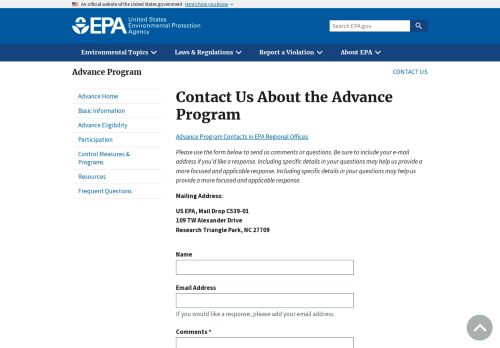 An official website of the United States government Here's how you know
EPA United States
Environmental Protection
Agency
Search EPA.gov
Environmental Topics Laws & Regulations Report a Violation About EPA
Advance Program
CONTACT US
Advance Home
Basic Information
Advance Eligibility
Participation
Control Measures &
Programs
Resources
Frequent Questions
Contact Us About the Advance
Program
Advance Program Contacts in EPA Regional Offices
Please use the form below to send us comments or questions. Be sure to include your e-mail
address if you'd like a response. Including specific details in your questions may help us provide
a more focused and applicable response. Including specific details in your questions may help us
provide a more focused and applicable response.
Mailing Address:
US EPA, Mail Drop C539-01
109 TW Alexander Drive
Research Triangle Park, NC 27709
Name
Email Address
If you would like a response, please add your email address.
Comments *